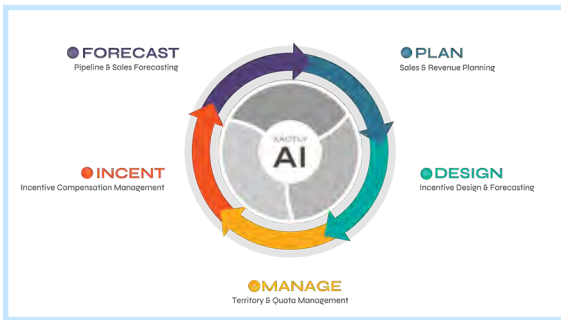 FORECAST
Pipeline & Sales Forecasting
PLAN
Sales & Revenue Planning
XACTLY
AI
INCENT
Incentive Compensation Management
DESIGN
Incentive Design & Forecasting
MANAGE
Territory & Quota Management